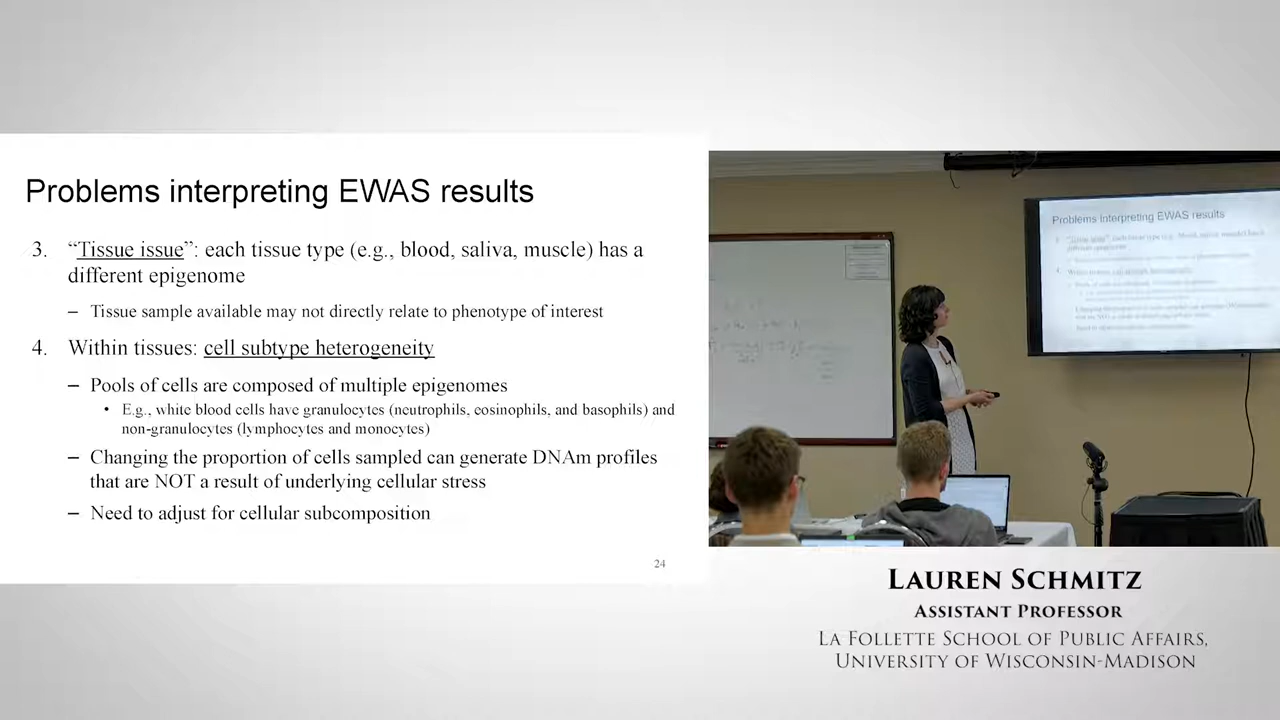 Problems interpreting EWAS results
3. “Tissue issue”: each tissue type (e.g., blood, saliva, muscle) has a
different epigenome
– Tissue sample available may not directly relate to phenotype of interest
4. Within tissues: cell subtype heterogeneity
– Pools of cells are composed of multiple epigenomes
• E.g., white blood cells have granulocytes (neutrophils, eosinophils, and basophils) and
non-granulocytes (lymphocytes and monocytes)
– Changing the proportion of cells sampled can generate DNAm profiles
that are NOT a result of underlying cellular stress
– Need to adjust for cellular subcomposition
24
Problems interpreting EWAS results
LAUREN SCHMITZ
ASSISTANT PROFESSOR
LA FOLLETTE SCHOOL OF PUBLIC AFFAIRS,
UNIVERSITY OF WISCONSIN-MADISON